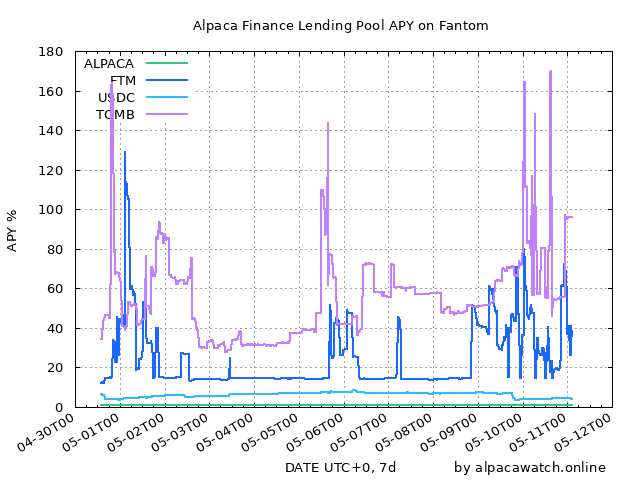 Alpaca Finance Lending Pool APY on Fantom
APY %
180
160
140
120
100
80
60
40
20
0
ALPACA
FTM
USDC
TOMB
04-30T00
05-01T00
05-02T00
05-03T00
05-04T00
05-05T00
05-06T00
05-07T00
05-08T00
05-09T00
05-10T00
05-11T00
05-12T00
DATE UTC+0, 7d
by alpacawatch.online